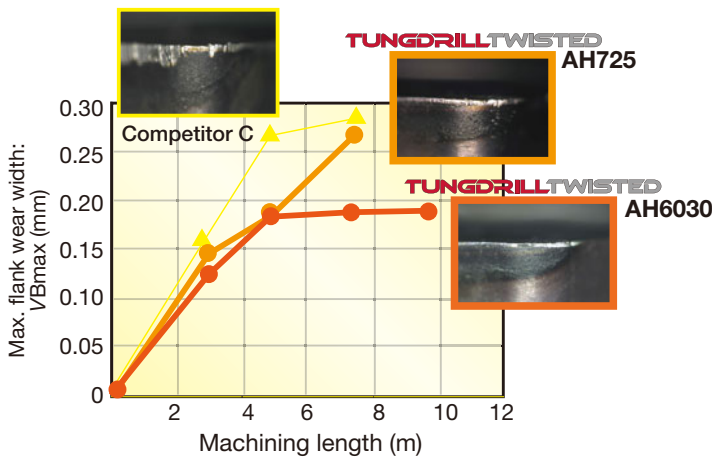 TUNGDRILLTWISTED
AH725
Competitor C
TUNGDRILLTWISTED
AH6030
Max. flank wear width:
VBmax (mm)
0.30
0.25
0.20
0.15
0.10
0.05
0
2 4 6 8 10 12
Machining length (m)